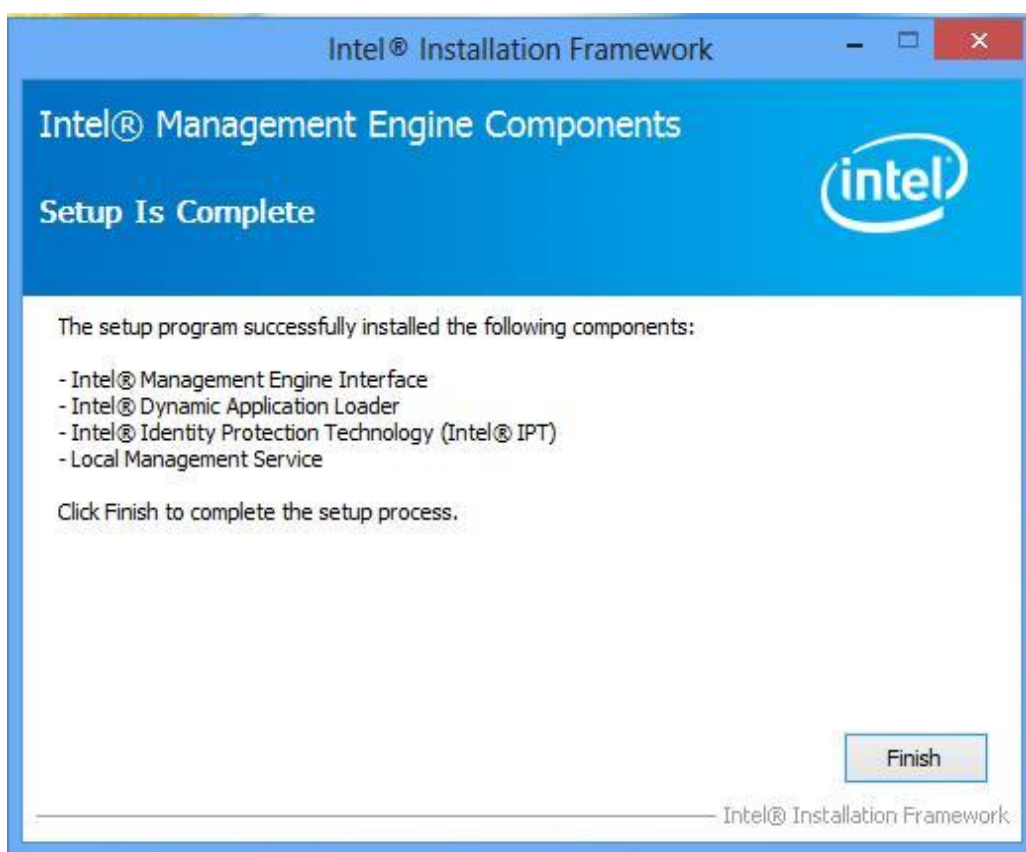 Intel® Installation Framework
Intel® Management Engine Components
intel
Setup Is Complete
The setup program successfully installed the following components:
- Intel® Management Engine Interface
- Intel® Dynamic Application Loader
- Intel® Identity Protection Technology (Intel® IPT)
- Local Management Service
Click Finish to complete the setup process.
Finish
Intel® Installation Framework